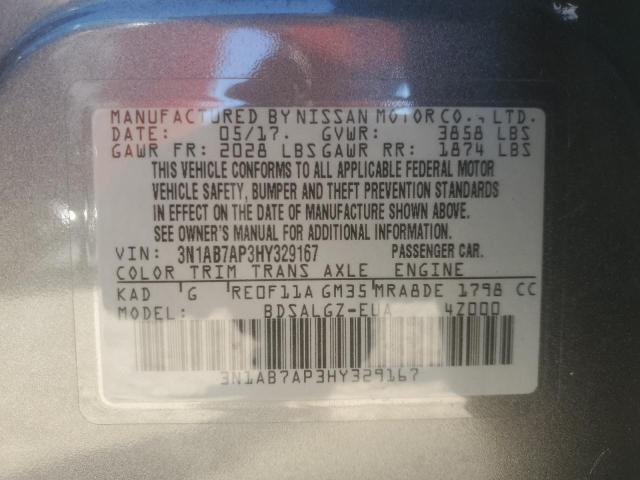 MANUFACTURED BY NISSAN MOTOR CO., LTD.
DATE: 05/17. GVWR: 3858 LBS
GAWR FR: 2028 LBS GAWR RR: 1874 LBS
THIS VEHICLE CONFORMS TO ALL APPLICABLE FEDERAL MOTOR
VEHICLE SAFETY, BUMPER AND THEFT PREVENTION STANDARDS
IN EFFECT ON THE DATE OF MANUFACTURE SHOWN ABOVE.
SEE OWNER'S MANUAL FOR ADDITIONAL INFORMATION.
VIN: 3N1AB7AP3HY329167 PASSENGER CAR.
COLOR TRIM TRANS AXLE ENGINE
KAD G RE0F11A GM35 MRA8DE 1798 CC
MODEL: BDSALGZ-EUA 4Z000
3N1AB7AP3HY329167